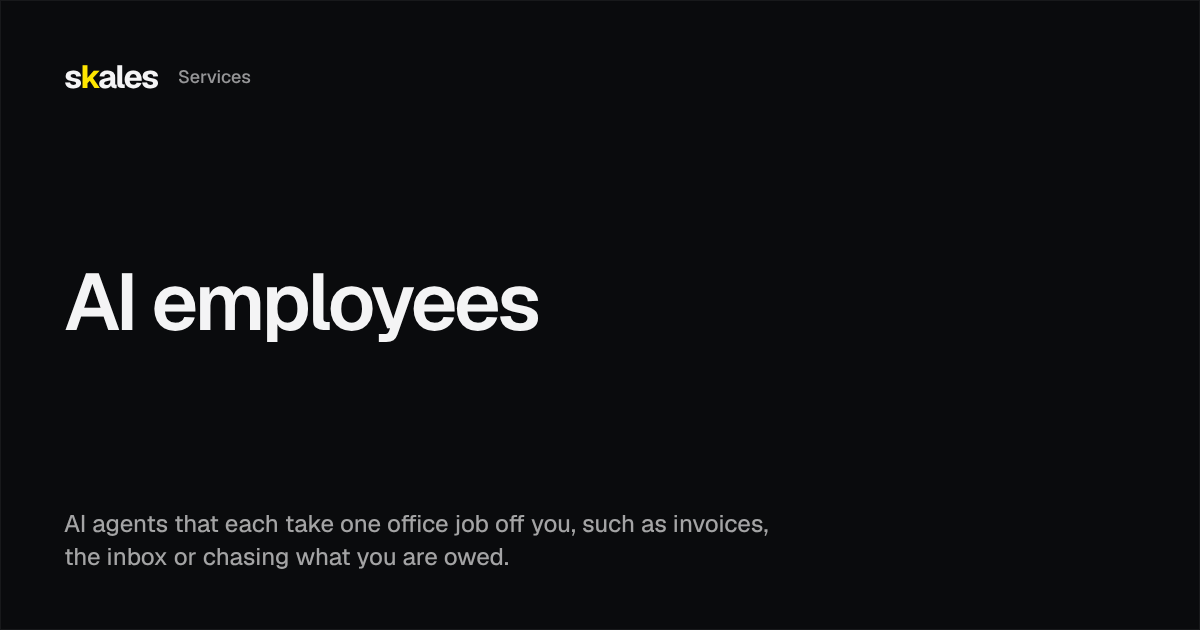 skales Services
AI employees
AI agents that each take one office job off you, such as invoices,
the inbox or chasing what you are owed.